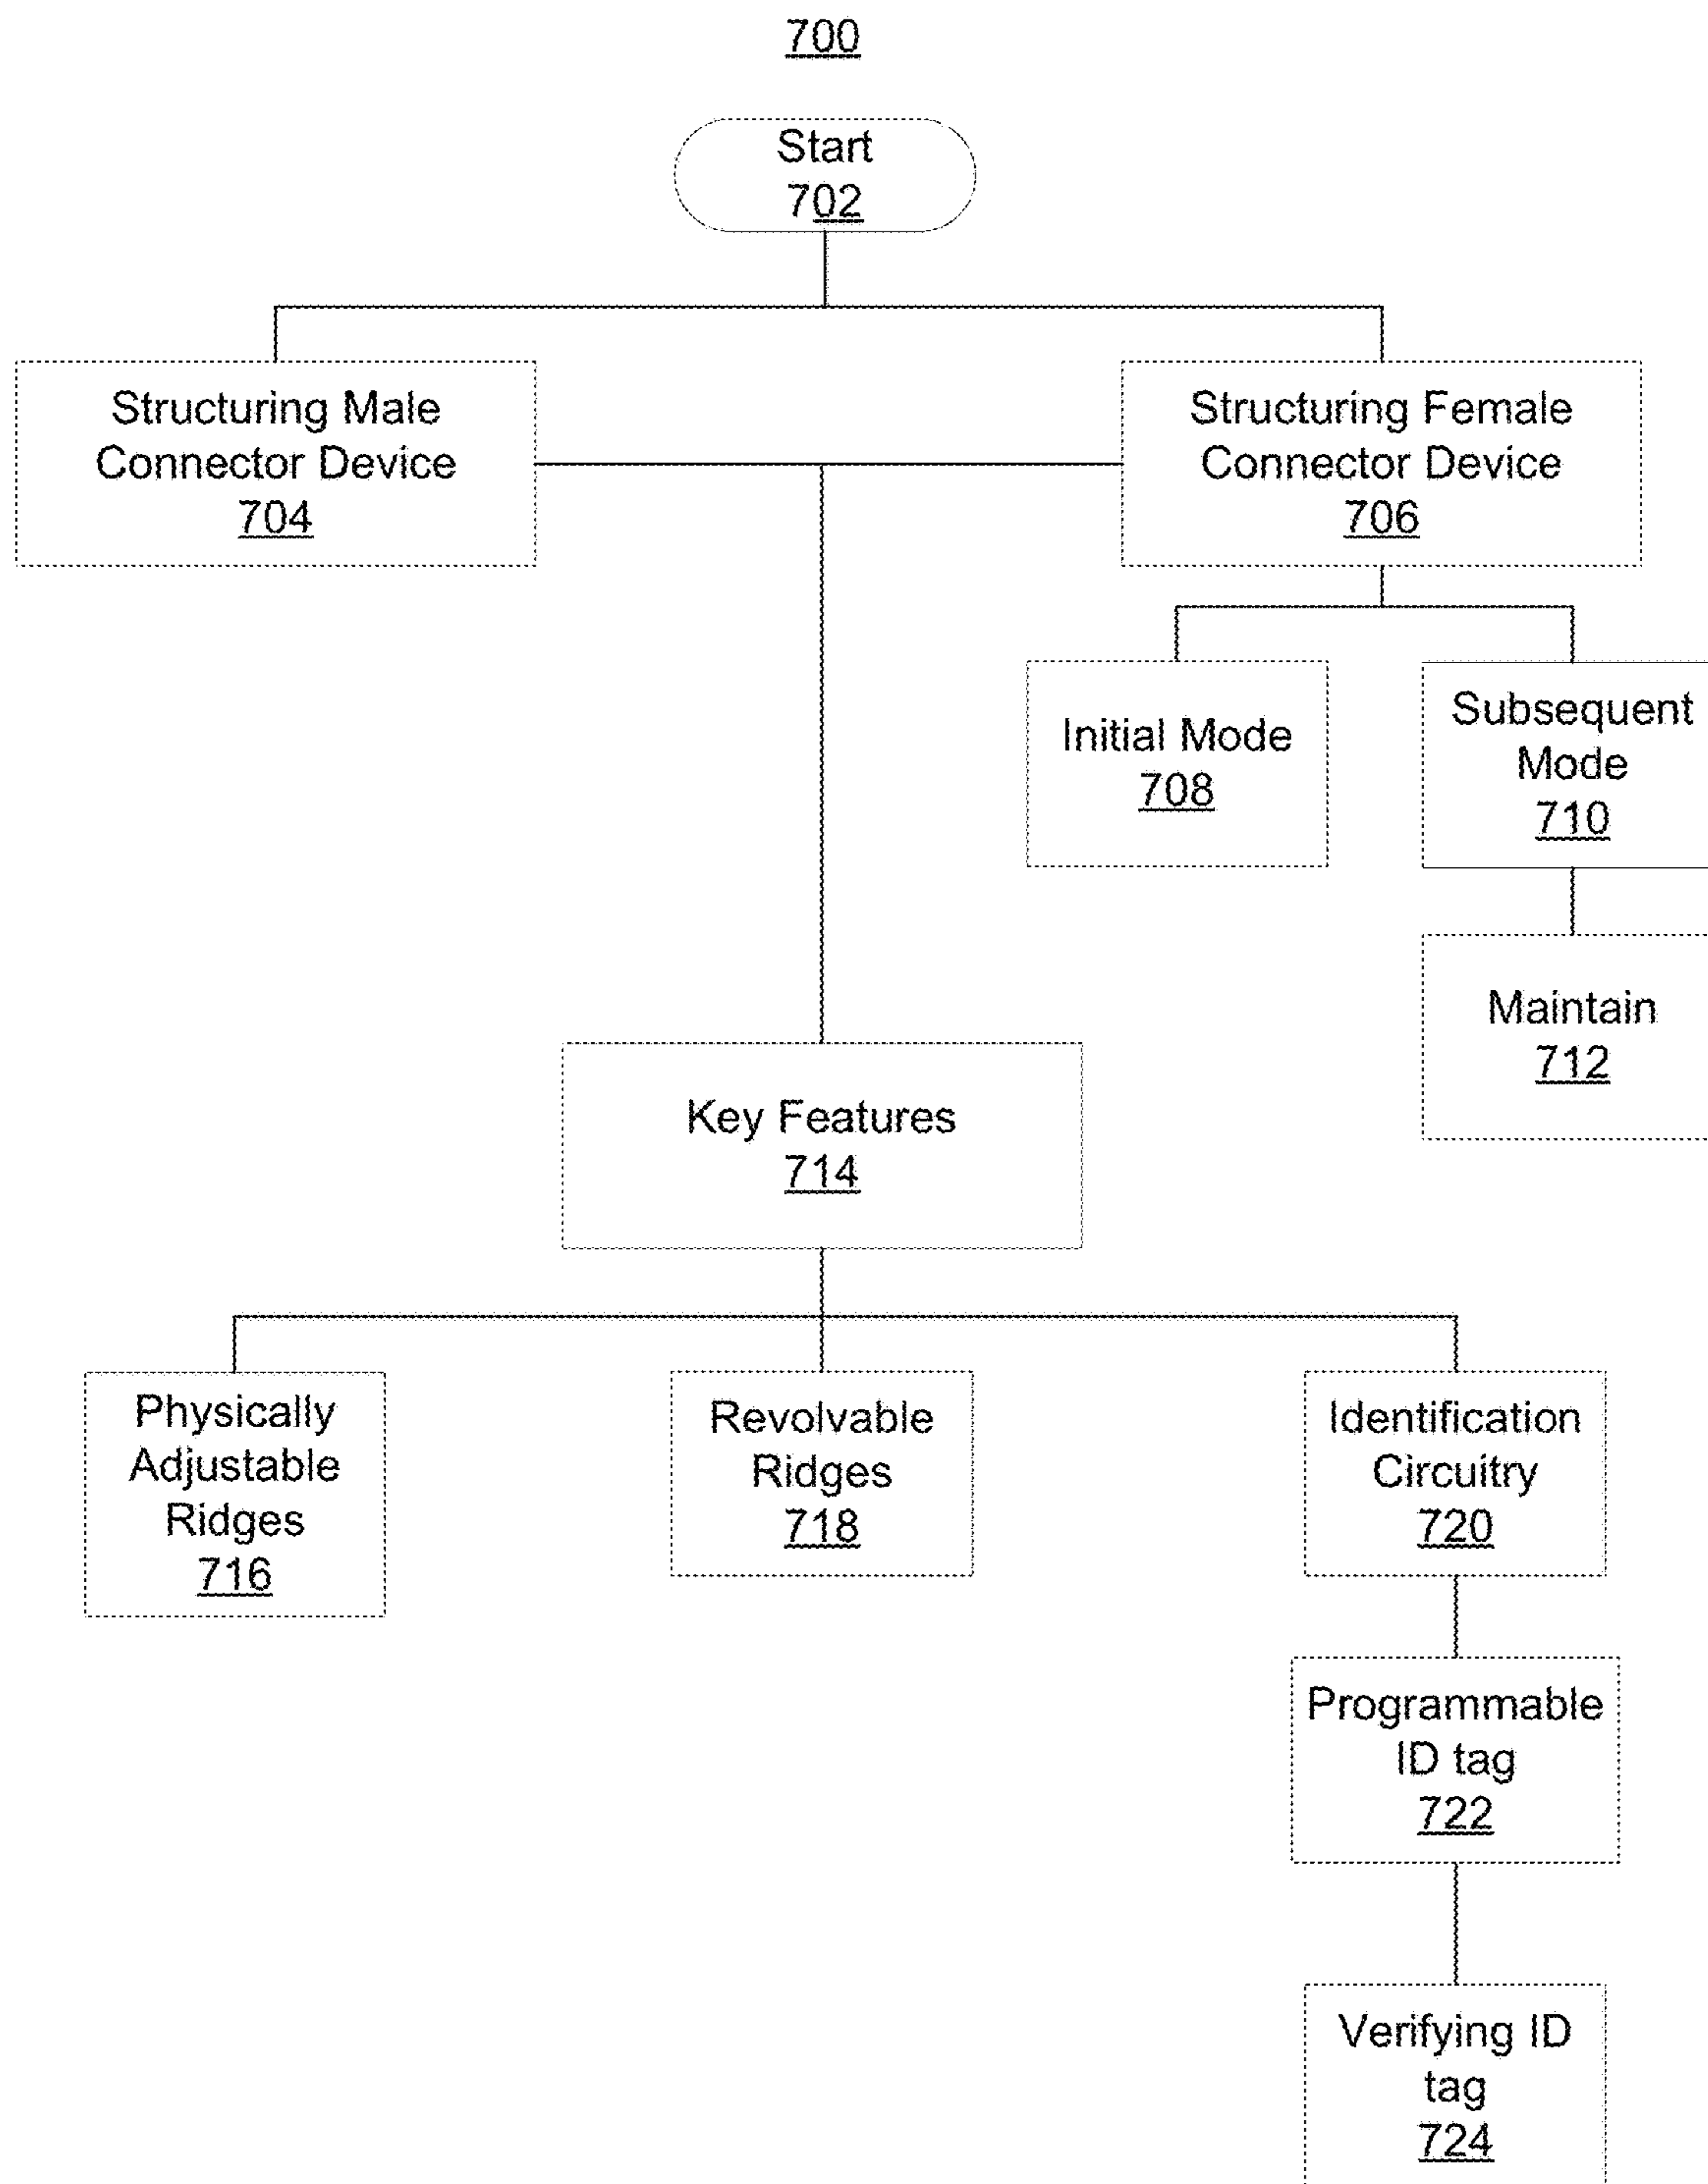 700
Start
702
Structuring Male
Connector Device
704
Structuring Female
Connector Device
706
Initial Mode
708
Subsequent
Mode
710
Maintain
712
Key Features
714
Physically
Adjustable
Ridges
716
Revolvable
Ridges
718
Identification
Circuitry
720
Programmable
ID tag
722
Verifying ID
tag
724